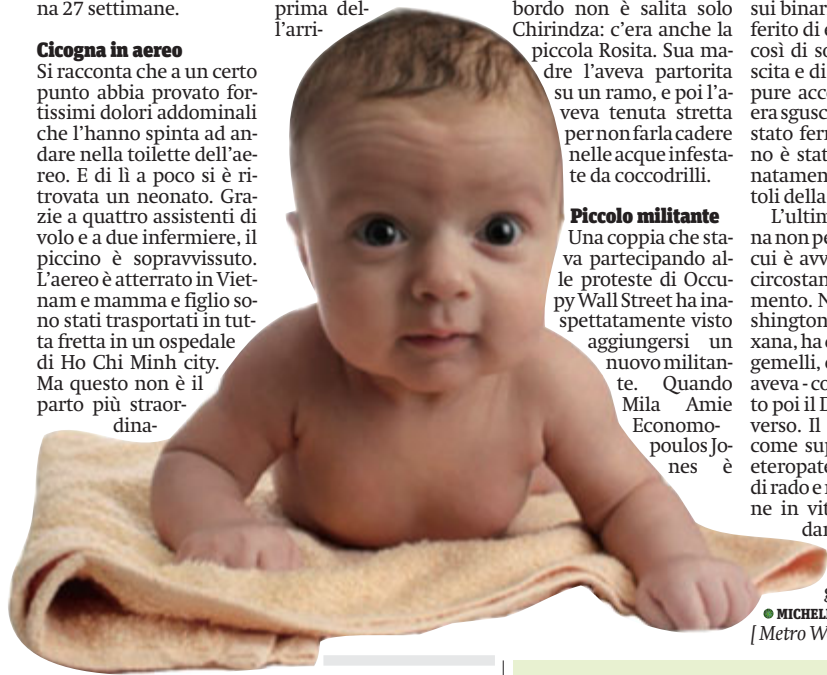 na 27 settimane.
Cicogna in aereo
Si racconta che a un certo
punto abbia provato for-
tissimi dolori addominali
che l'hanno spinta ad an-
dare nella toilette dell'ae-
reo. E di lì a poco si è ri-
trovata un neonato. Gra-
zie a quattro assistenti di
volo e a due infermiere, il
piccino è sopravvissuto.
L'aereo è atterrato in Viet-
nam e mamma e figlio so-
no stati trasportati in tut-
ta fretta in un ospedale
di Ho Chi Minh city.
Ma questo non è il
parto più straor-
dina-
prima del-
l'arri-
bordo non è salita solo
Chirindza: c'era anche la
piccola Rosita. Sua ma-
dre l'aveva partorita
su un ramo, e poi l'a-
veva tenuta stretta
per non farla cadere
nelle acque infesta-
te da coccodrilli.
Piccolo militante
Una coppia che sta-
va partecipando al-
le proteste di Occu-
py Wall Street ha ina-
spettatamente visto
aggiungersi un
nuovo militan-
te. Quando
Mila Amie
Economo-
poulos Jo-
nes è
sui binar
ferito di
così di so
scita e di
pure acc
era sgusc
stato fer
no è stat
natamen
toli della
L'ultim
na non pe
cui è avv
circostan
mento. N
shington
xana, ha
gemelli,
aveva - co
to poi il D
verso. Il
come sup
eteropate
di rado e
ne in vit
dar
MICHEL
[ Metro W